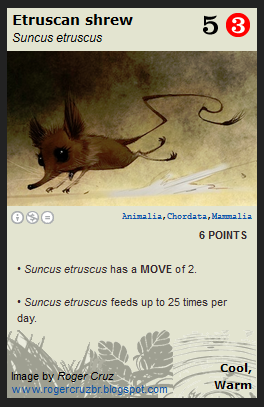 Etruscan shrew 5 3
Suncus etruscus
Animalia,Chordata,Mammalia
6 POINTS
• Suncus etruscus has a MOVE of 2.
• Suncus etruscus feeds up to 25 times per
day.
Cool,
Warm
Image by Roger Cruz
www.rogercruzbr.blogspot.com